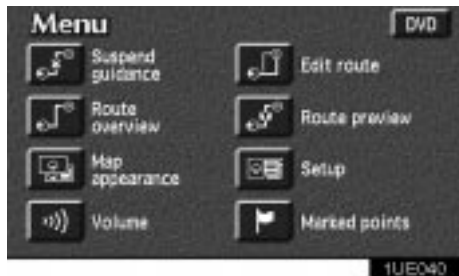 Menu
DVD
Suspend guidance
Edit route
Route overview
Route preview
Map appearance
Setup
Volume
Marked points
1UE040